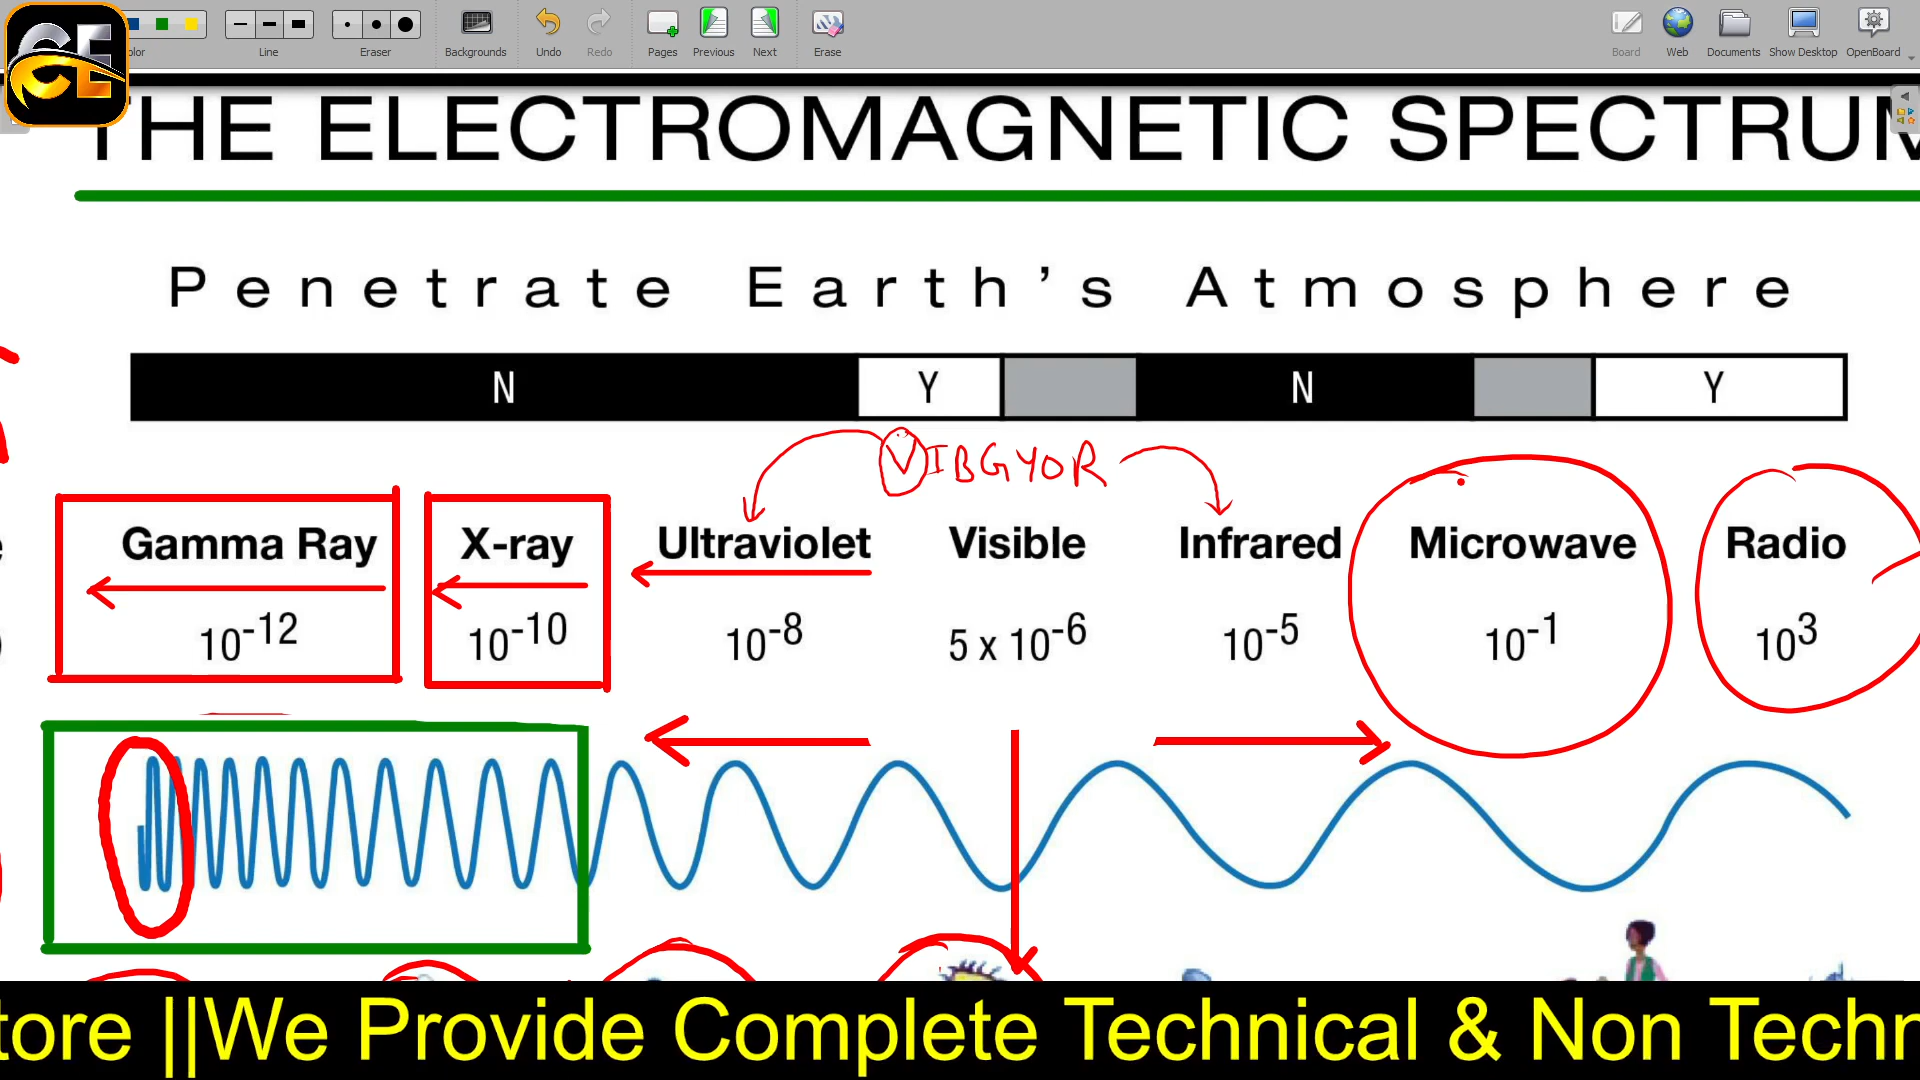 CE
Color
Line
Eraser
Backgrounds
Undo
Redo
Pages
Previous
Next
Erase
Board
Web
Documents
Show Desktop
OpenBoard
THE ELECTROMAGNETIC SPECTRUM
Penetrate Earth's Atmosphere
N Y N Y
VIBGYOR
Gamma Ray X-ray Ultraviolet Visible Infrared Microwave Radio
10⁻¹² 10⁻¹⁰ 10⁻⁸ 5 x 10⁻⁶ 10⁻⁵ 10⁻¹ 10³
tore ||We Provide Complete Technical & Non Techn